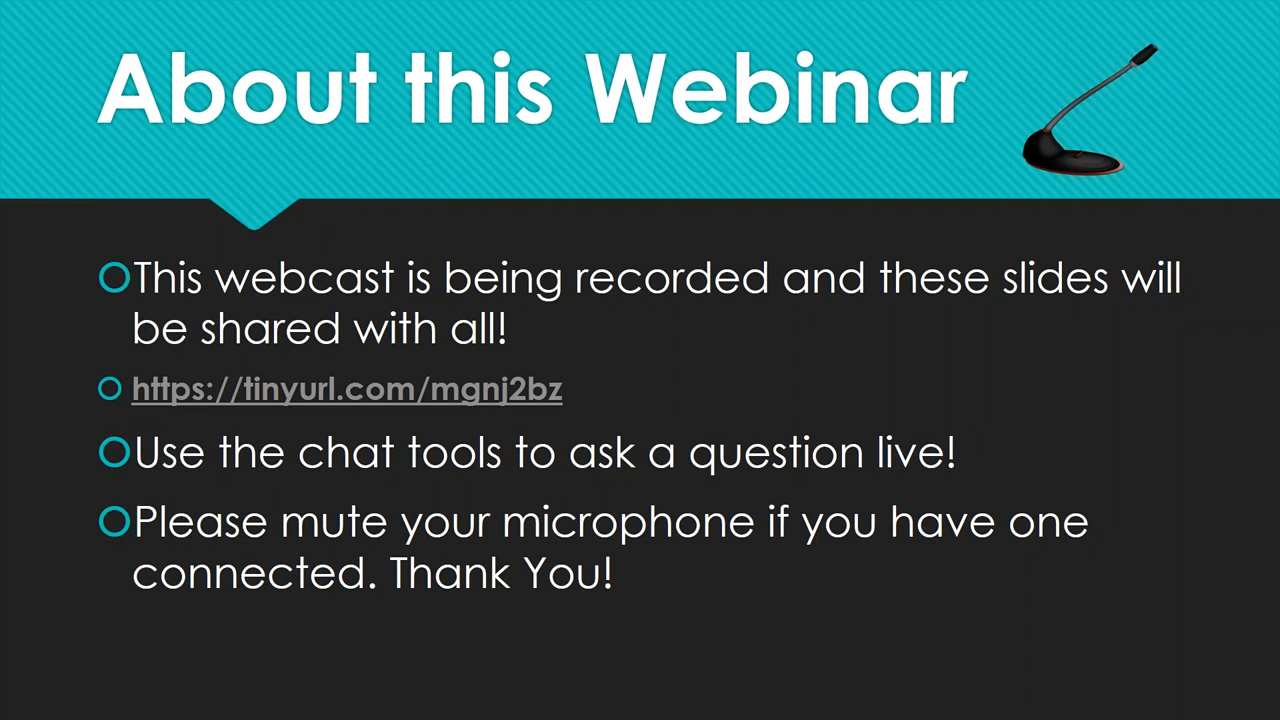 About this Webinar
This webcast is being recorded and these slides will
be shared with all!
https://tinyurl.com/mgnj2bz
Use the chat tools to ask a question live!
Please mute your microphone if you have one
connected. Thank You!